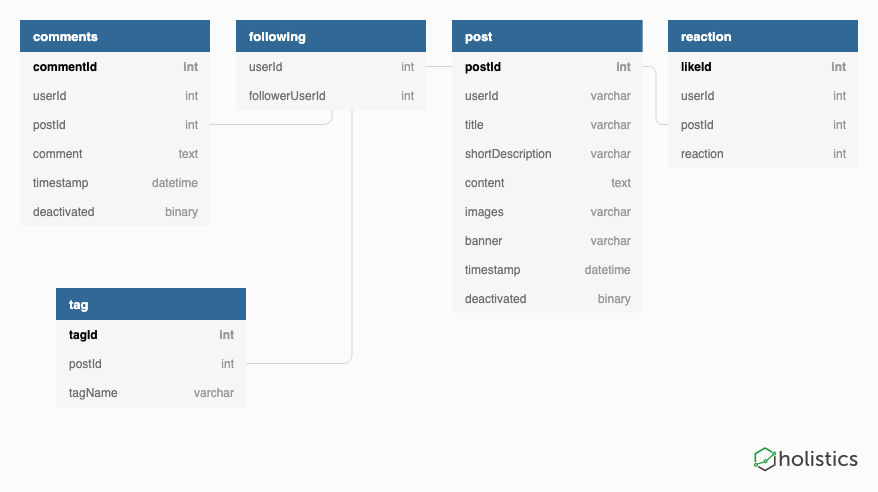 comments
commentId int
userId int
postId int
comment text
timestamp datetime
deactivated binary
following
userId int
followerUserId int
post
postId int
userId varchar
title varchar
shortDescription varchar
content text
images varchar
banner varchar
timestamp datetime
deactivated binary
reaction
likeId int
userId int
postId int
reaction int
tag
tagId int
postId int
tagName varchar
holistics